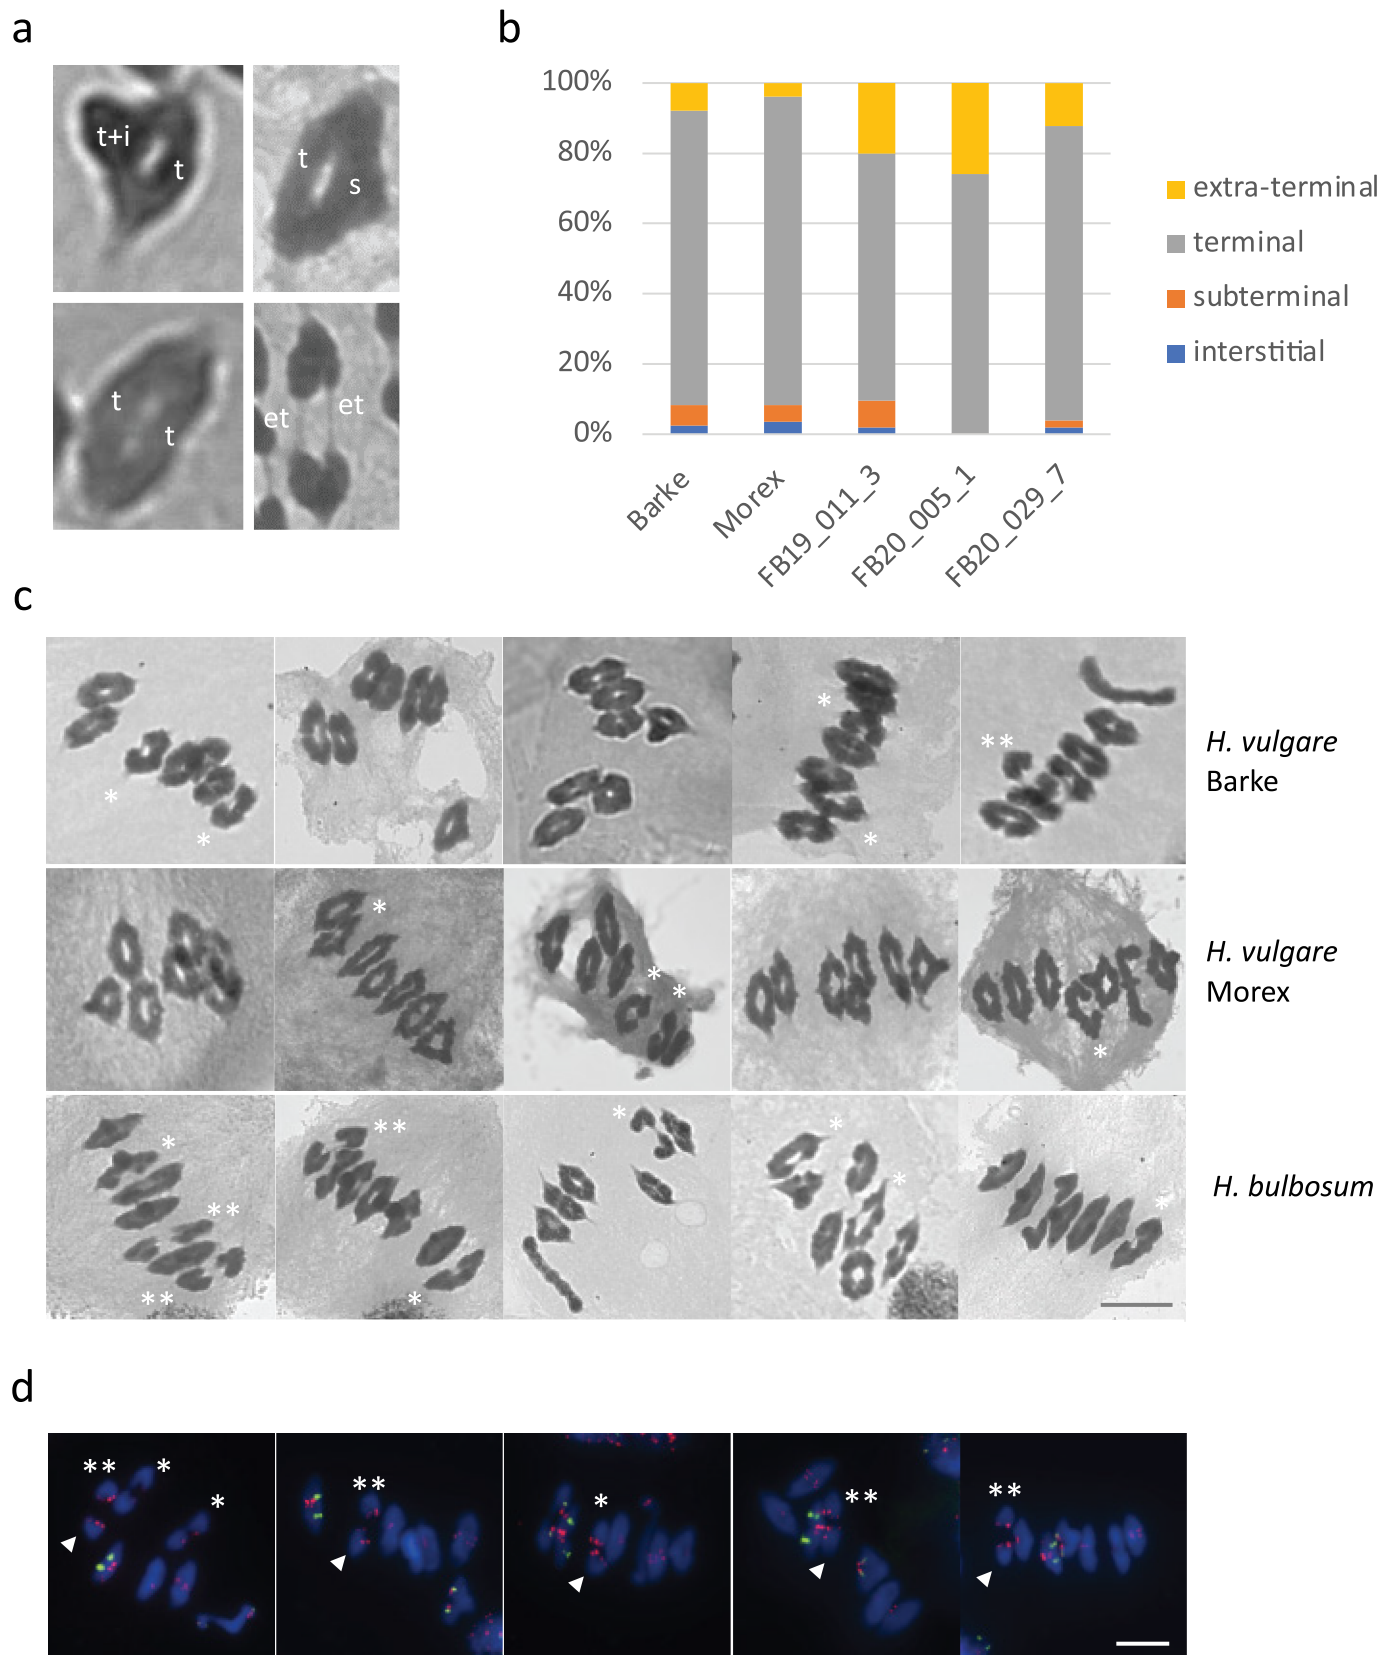 a
t+i
t
t
s
t
t
et
et
b
100%
80%
60%
40%
20%
0%
Barke
Morex
FB19_011_3
FB20_005_1
FB20_029_7
extra-terminal
terminal
subterminal
interstitial
c
*
*
*
*
**
H. vulgare
Barke
*
*
*
*
H. vulgare
Morex
*
**
**
**
*
*
*
*
*
H. bulbosum
d
**
*
*
**
*
**
**